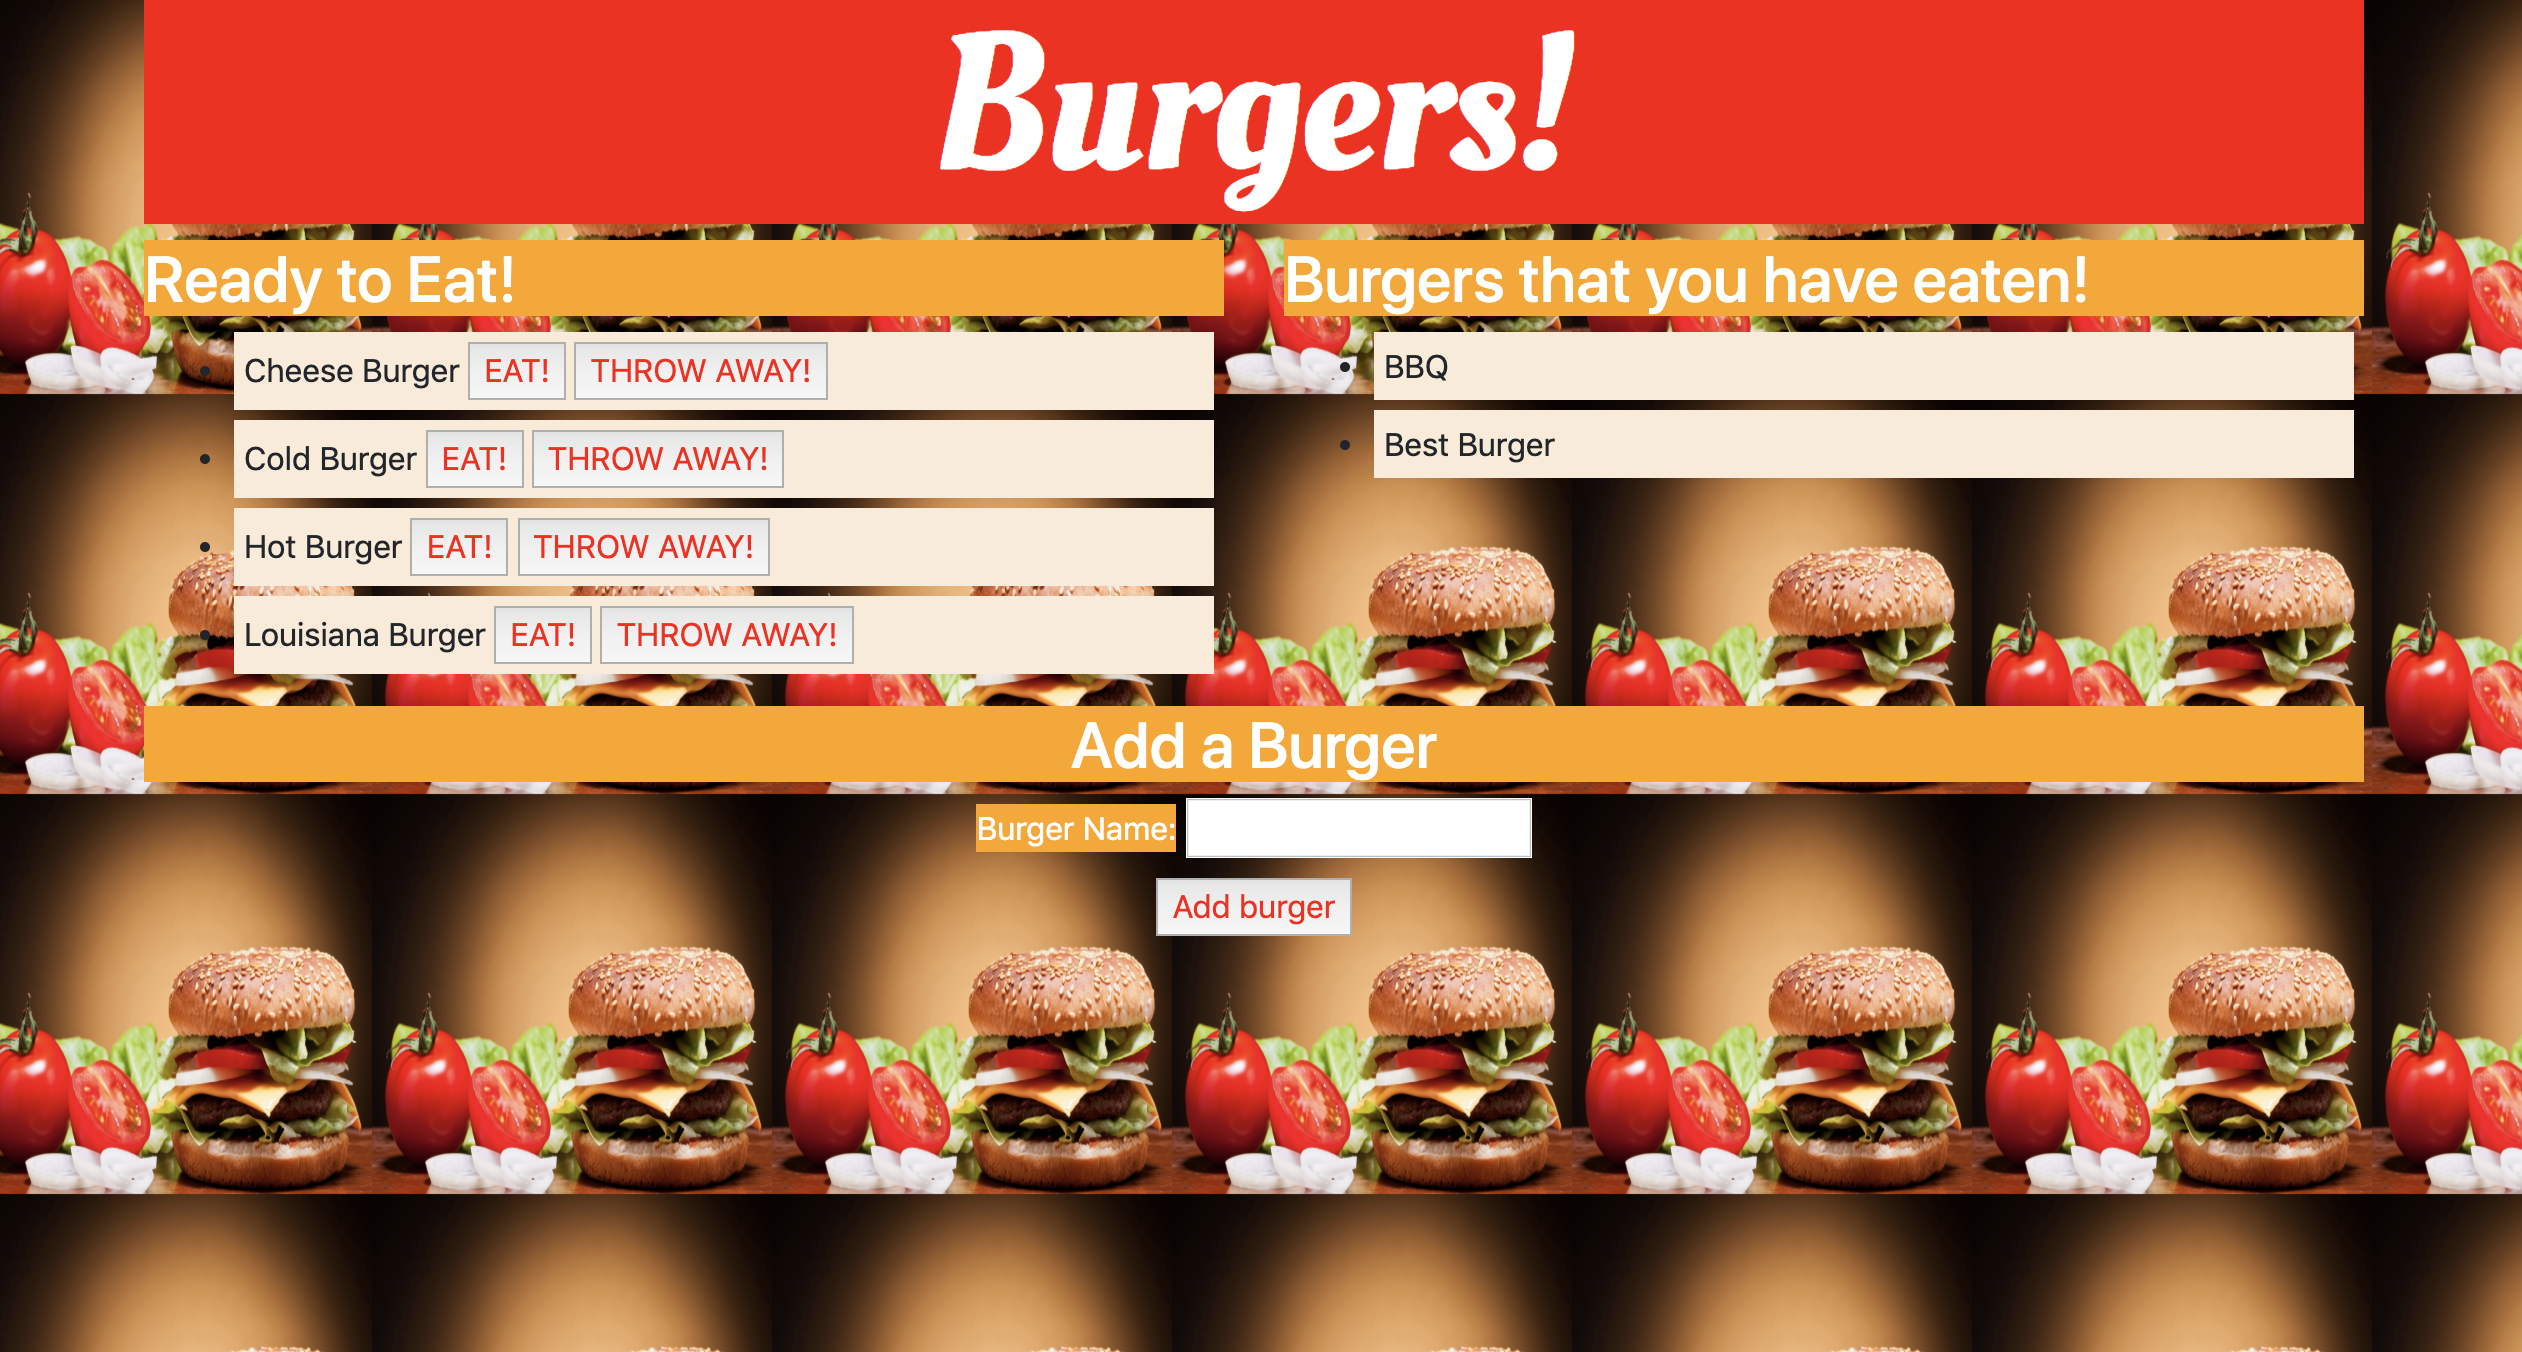 Burgers!
Ready to Eat!
Cheese Burger EAT! THROW AWAY!
Cold Burger EAT! THROW AWAY!
Hot Burger EAT! THROW AWAY!
Louisiana Burger EAT! THROW AWAY!
Burgers that you have eaten!
BBQ
Best Burger
Add a Burger
Burger Name:
Add burger